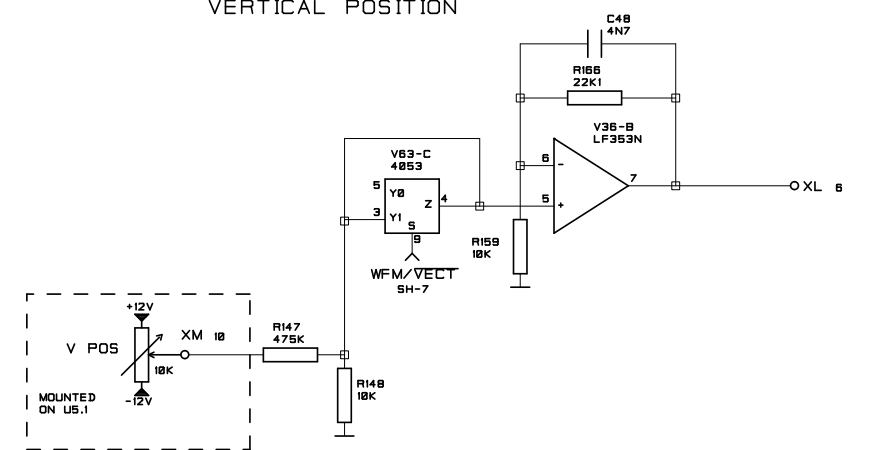 VERTICAL POSITION
C48
4N7
R166
22K1
V36-B
LF353N
6
-
5
+
7
XL 6
V63-C
4053
5
Y0
3
Y1
Z
4
S
9
WFM/VECT
SH-7
R159
10K
+12V
V POS
XM 10
10K
-12V
MOUNTED
ON U5.1
R147
475K
R148
10K